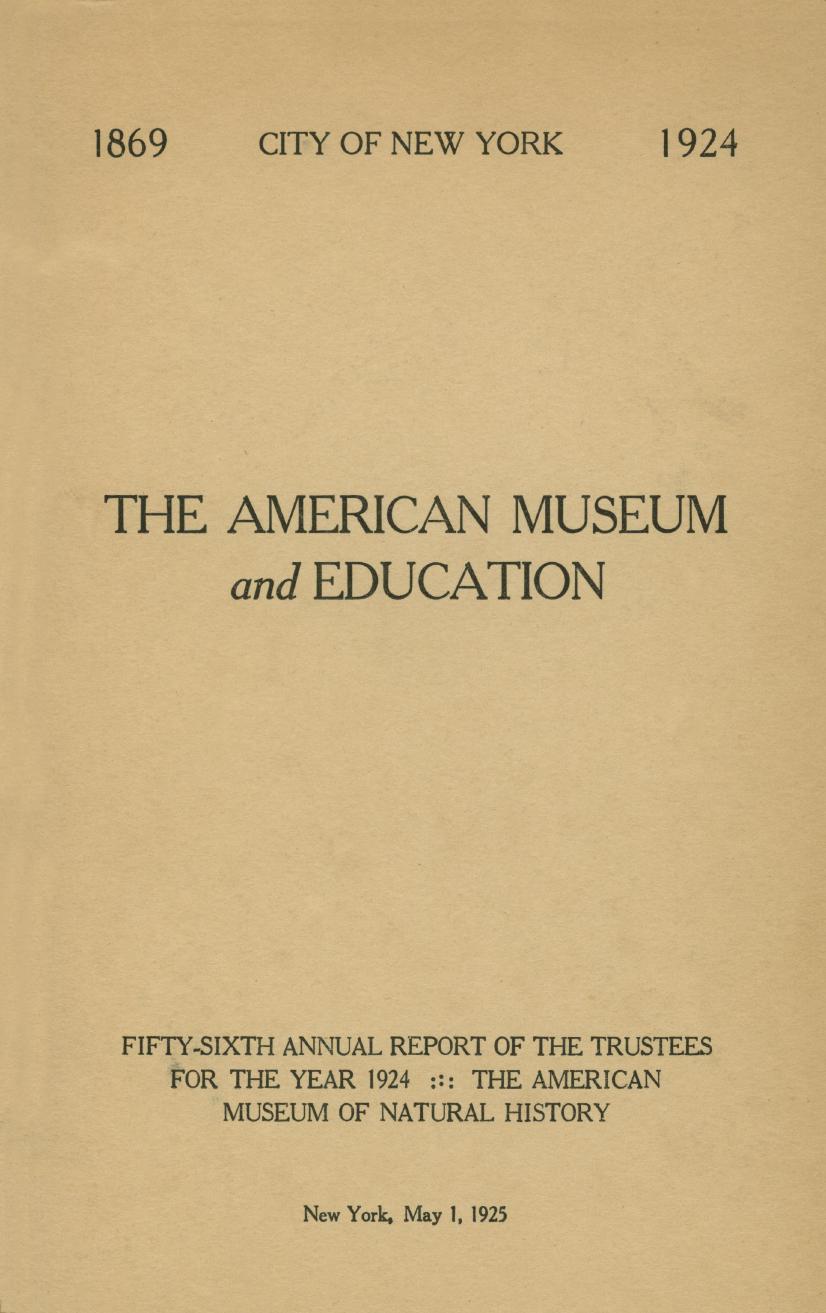 1869 CITY OF NEW YORK 1924
THE AMERICAN MUSEUM
and EDUCATION
FIFTY-SIXTH ANNUAL REPORT OF THE TRUSTEES
FOR THE YEAR 1924 :·:: THE AMERICAN
MUSEUM OF NATURAL HISTORY
New York, May 1, 1925